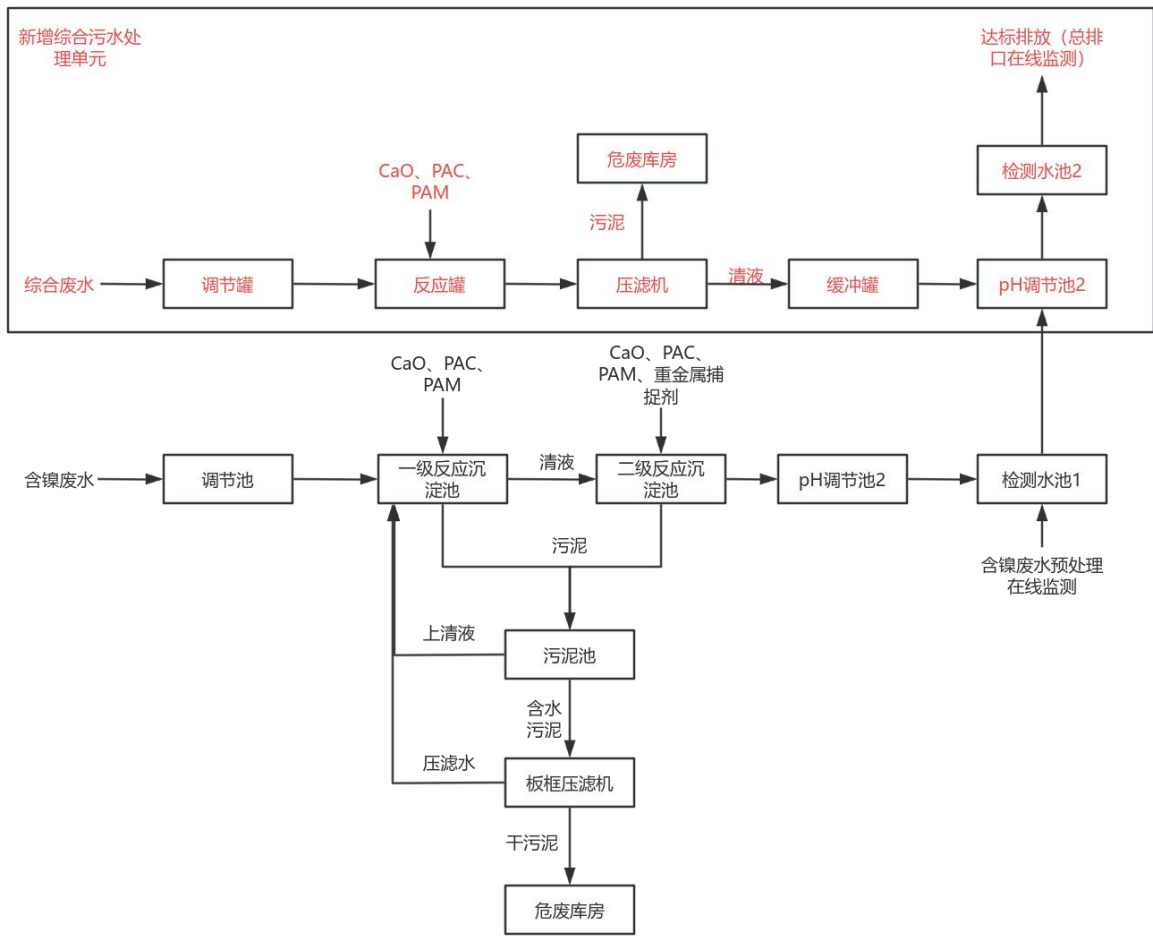 新增综合污水处
理单元
达标排放（总排
口在线监测）
危废库房
检测水池2
CaO、PAC、
PAM
污泥
综合废水
调节罐
反应罐
压滤机
清液
缓冲罐
pH调节池2
CaO、PAC、
PAM
CaO、PAC、
PAM、重金属捕
捉剂
含镍废水
调节池
一级反应沉
淀池
清液
二级反应沉
淀池
pH调节池2
检测水池1
污泥
含镍废水预处理
在线监测
上清液
污泥池
含水
污泥
压滤水
板框压滤机
干污泥
危废库房